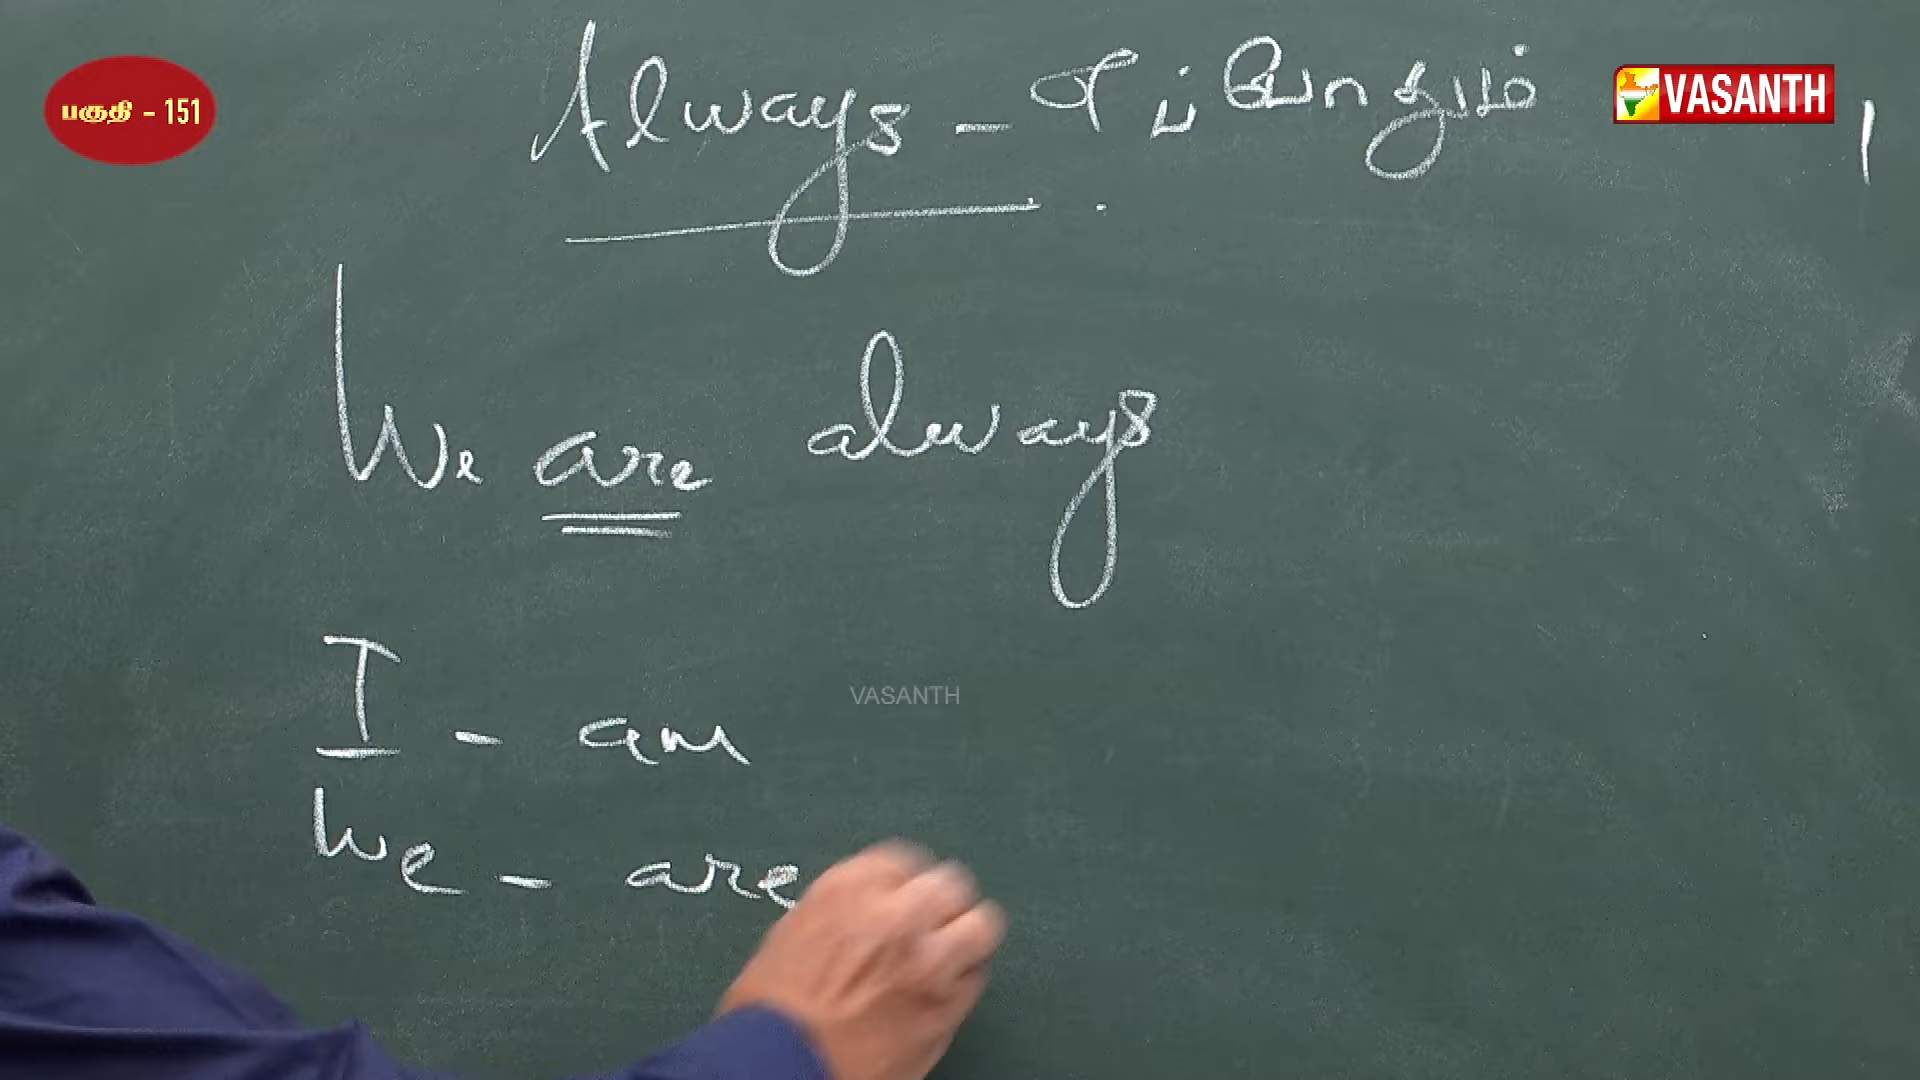 பகுதி - 151
Always - எப்போதும்
VASANTH
We are always
I - am
VASANTH
We - are